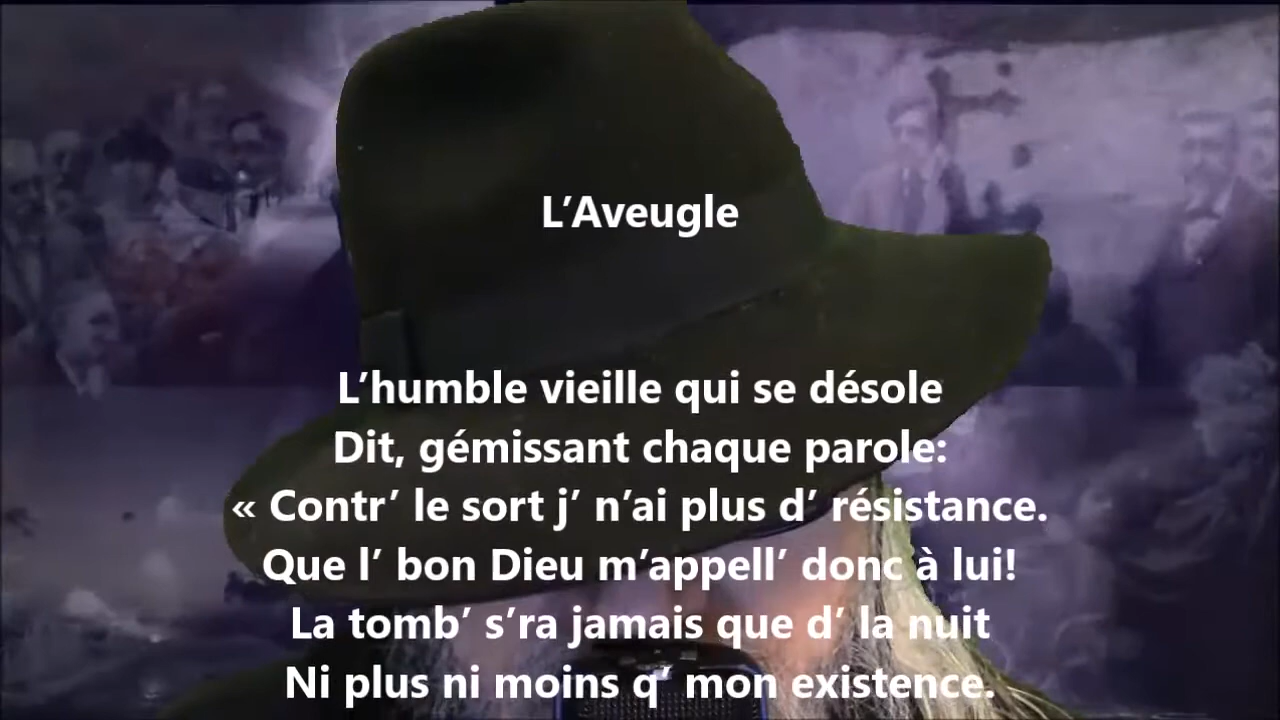 L’Aveugle
L’humble vieille qui se désole
Dit, gémissant chaque parole:
« Contr’ le sort j’ n’ai plus d’ résistance.
Que l’ bon Dieu m’appell’ donc à lui!
La tomb’ s’ra jamais que d’ la nuit
Ni plus ni moins q’ mon existence.